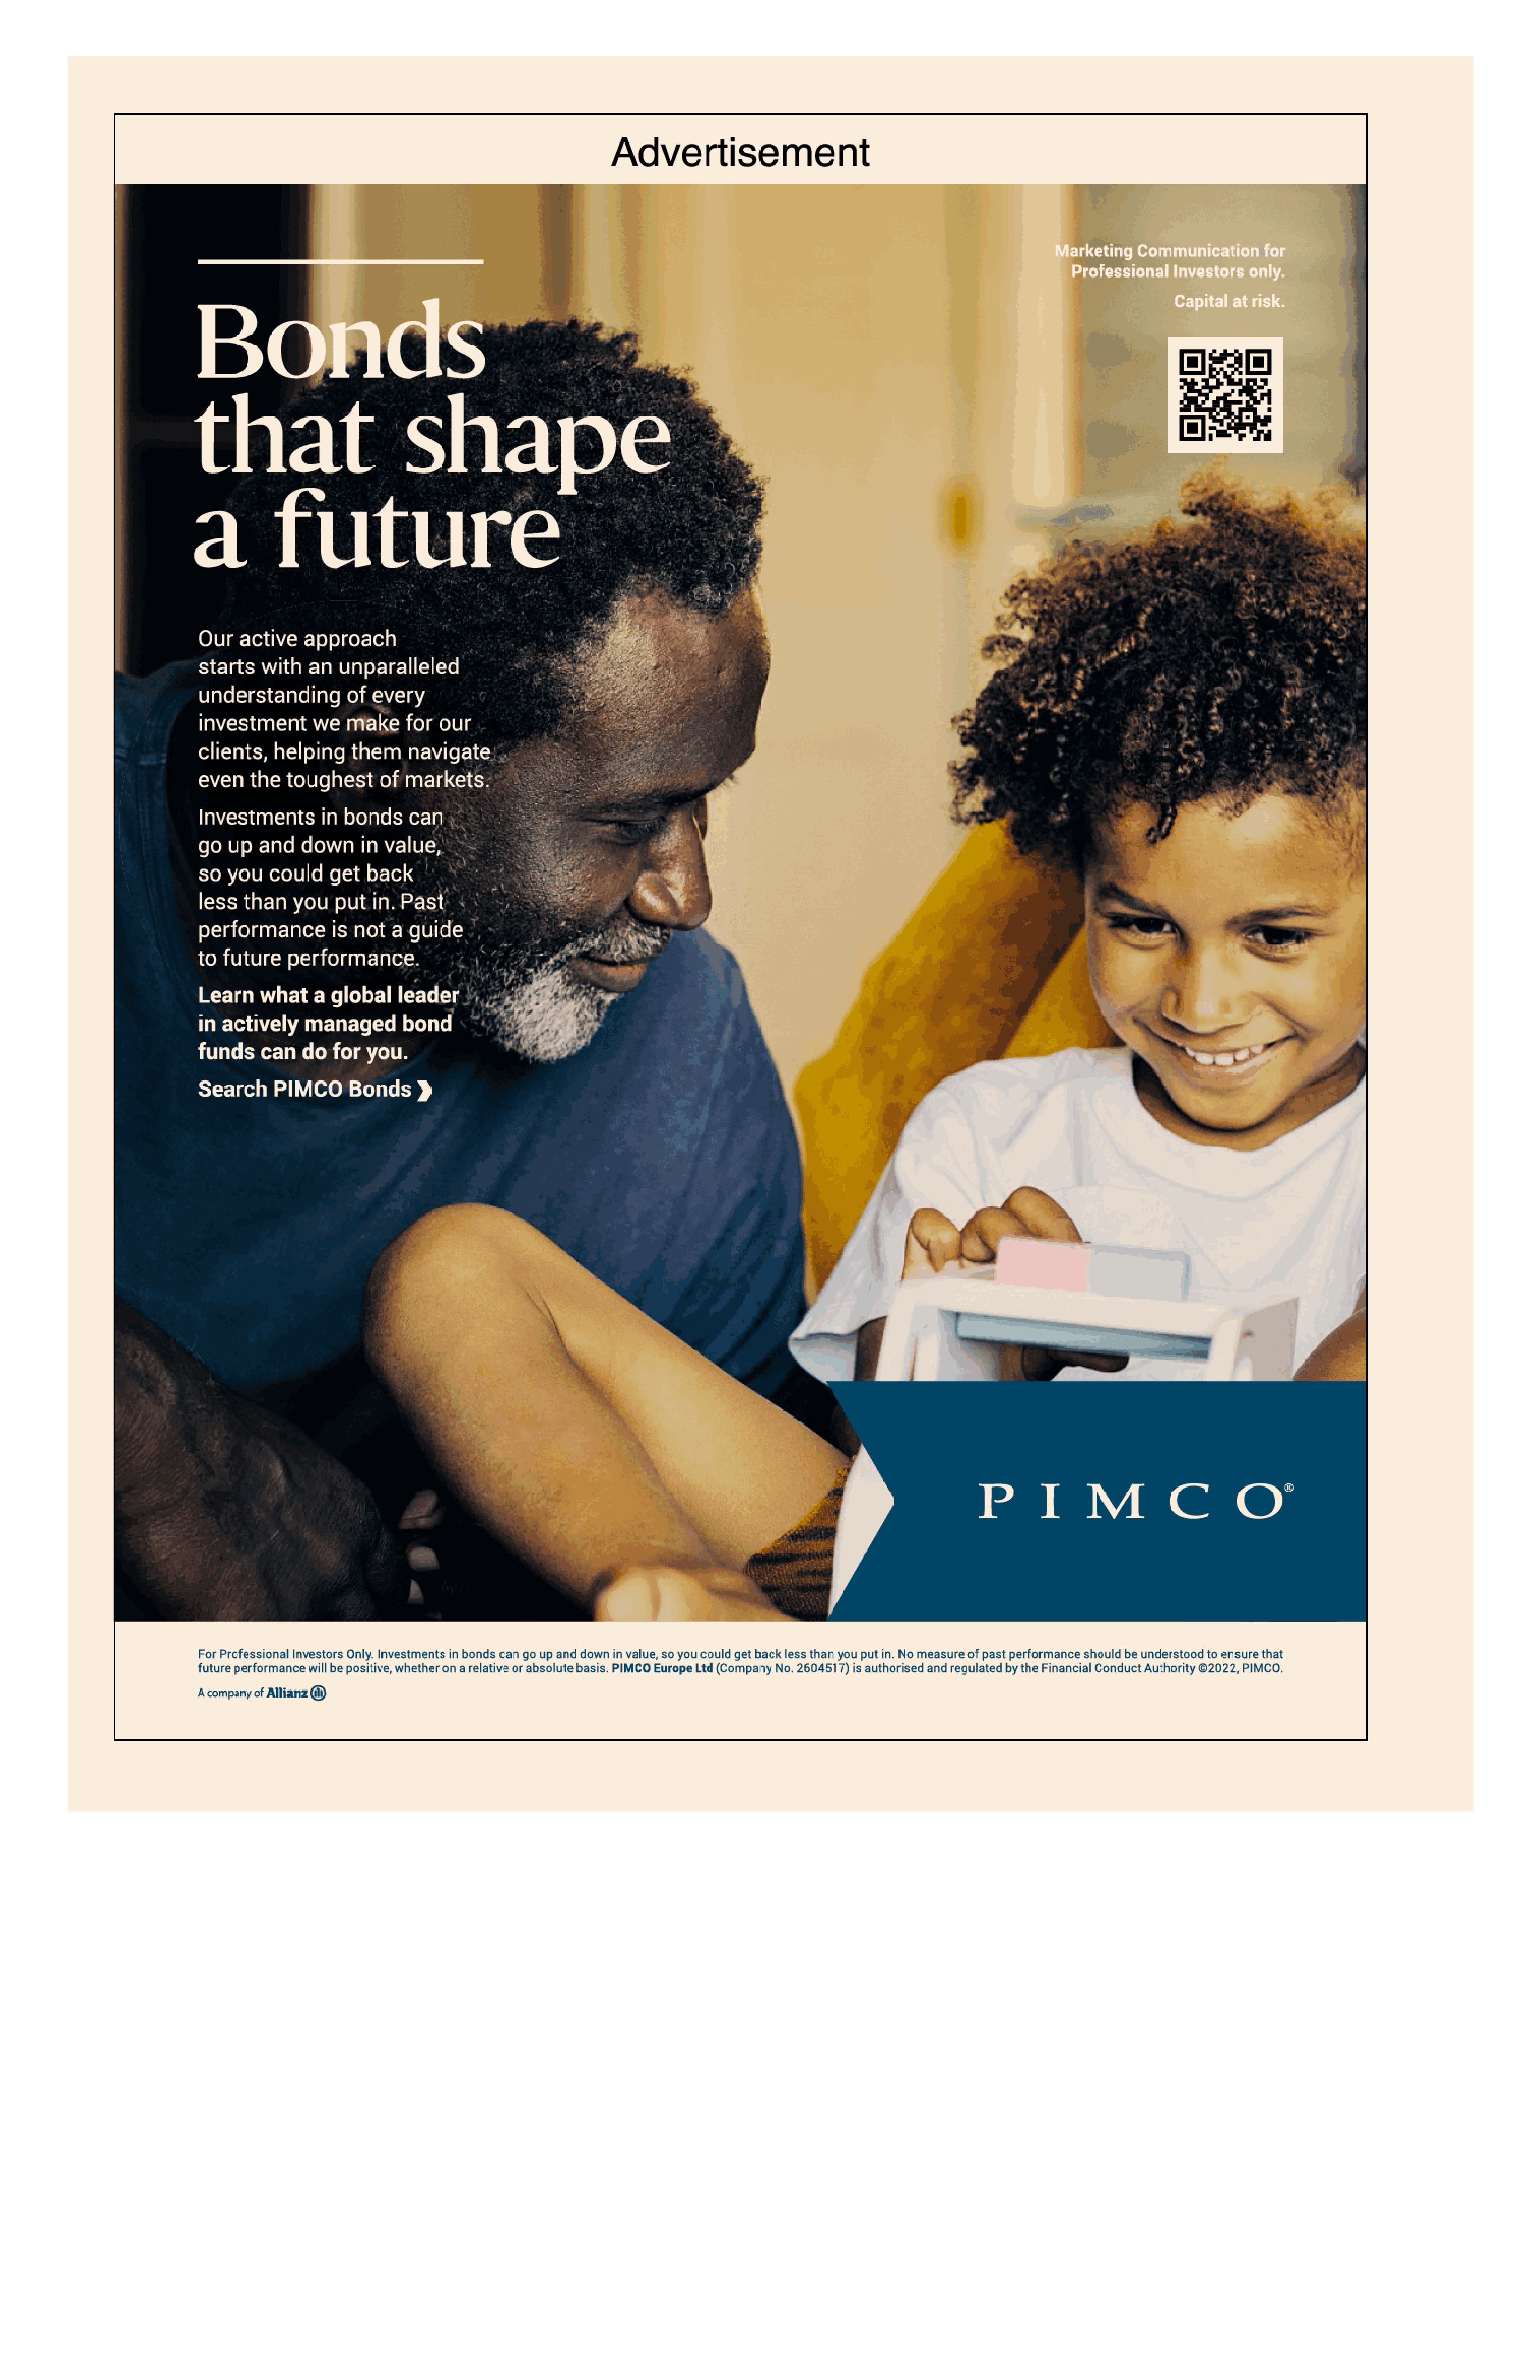 Advertisement
Marketing Communication for
Professional Investors only.
Capital at risk.
Bonds
that shape
a future
Our active approach
starts with an unparalleled
understanding of every
investment we make for our
clients, helping them navigate
even the toughest of markets.
Investments in bonds can
go up and down in value,
so you could get back
less than you put in. Past
performance is not a guide
to future performance.
Learn what a global leader
in actively managed bond
funds can do for you.
Search PIMCO Bonds
PIMCO®
For Professional Investors Only. Investments in bonds can go up and down in value, so you could get back less than you put in. No measure of past performance should be understood to ensure that
future performance will be positive, whether on a relative or absolute basis. PIMCO Europe Ltd (Company No. 2604517) is authorised and regulated by the Financial Conduct Authority ©2022, PIMCO.
A company of Allianz